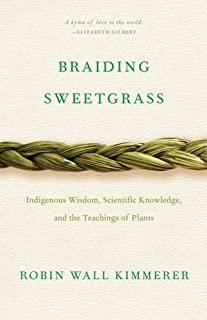 A hymn of love to the world.
—ELIZABETH GILBERT
BRAIDING
SWEETGRASS
Indigenous Wisdom, Scientific Knowledge,
and the Teachings of Plants
ROBIN WALL KIMMERER